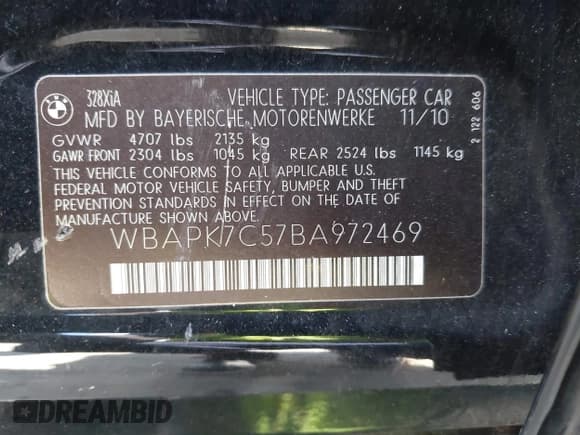 328XiA VEHICLE TYPE: PASSENGER CAR
MFD BY BAYERISCHE MOTORENWERKE 11/10
GVWR 4707 lbs 2135 kg
GAWR FRONT 2304 lbs 1045 kg REAR 2524 lbs 1145 kg
THIS VEHICLE CONFORMS TO ALL APPLICABLE U.S.
FEDERAL MOTOR VEHICLE SAFETY, BUMPER AND THEFT
PREVENTION STANDARDS IN EFFECT ON THE DATE OF
MANUFACTURE SHOWN ABOVE.
WBAPK7C57BA972469
2 122 606
DREAMBID